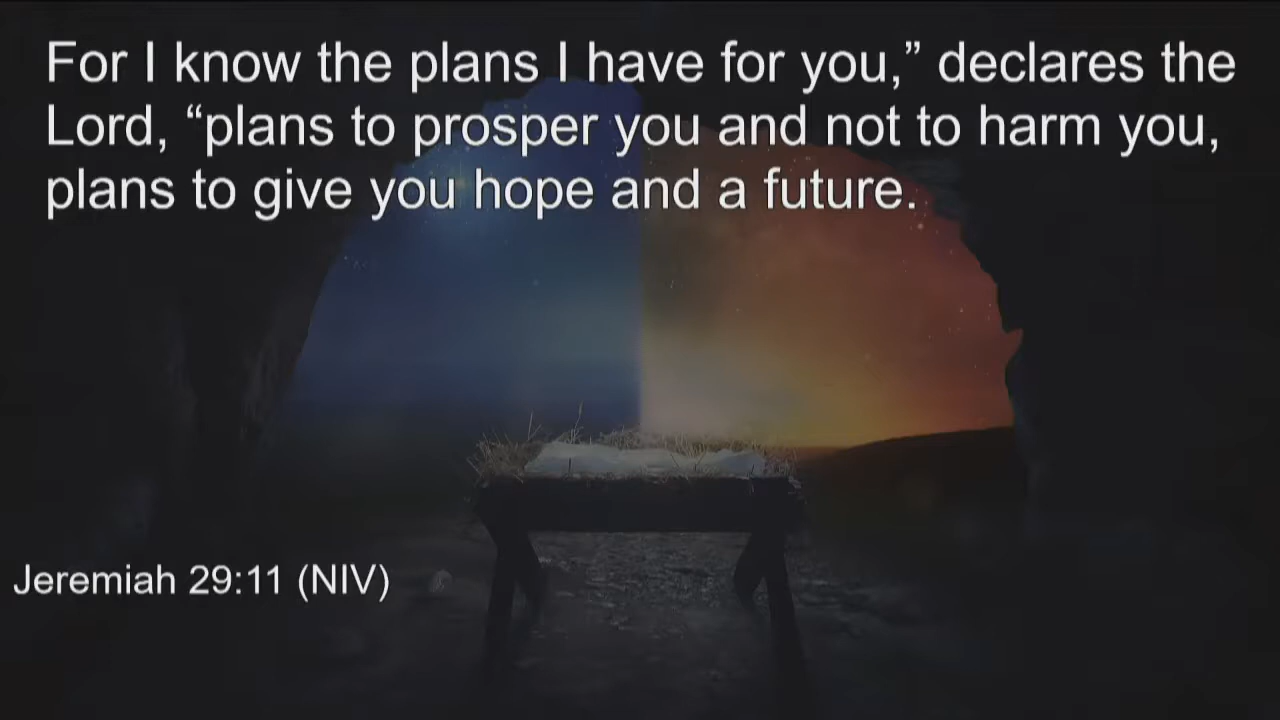 For I know the plans I have for you,” declares the
Lord, “plans to prosper you and not to harm you,
plans to give you hope and a future.
Jeremiah 29:11 (NIV)